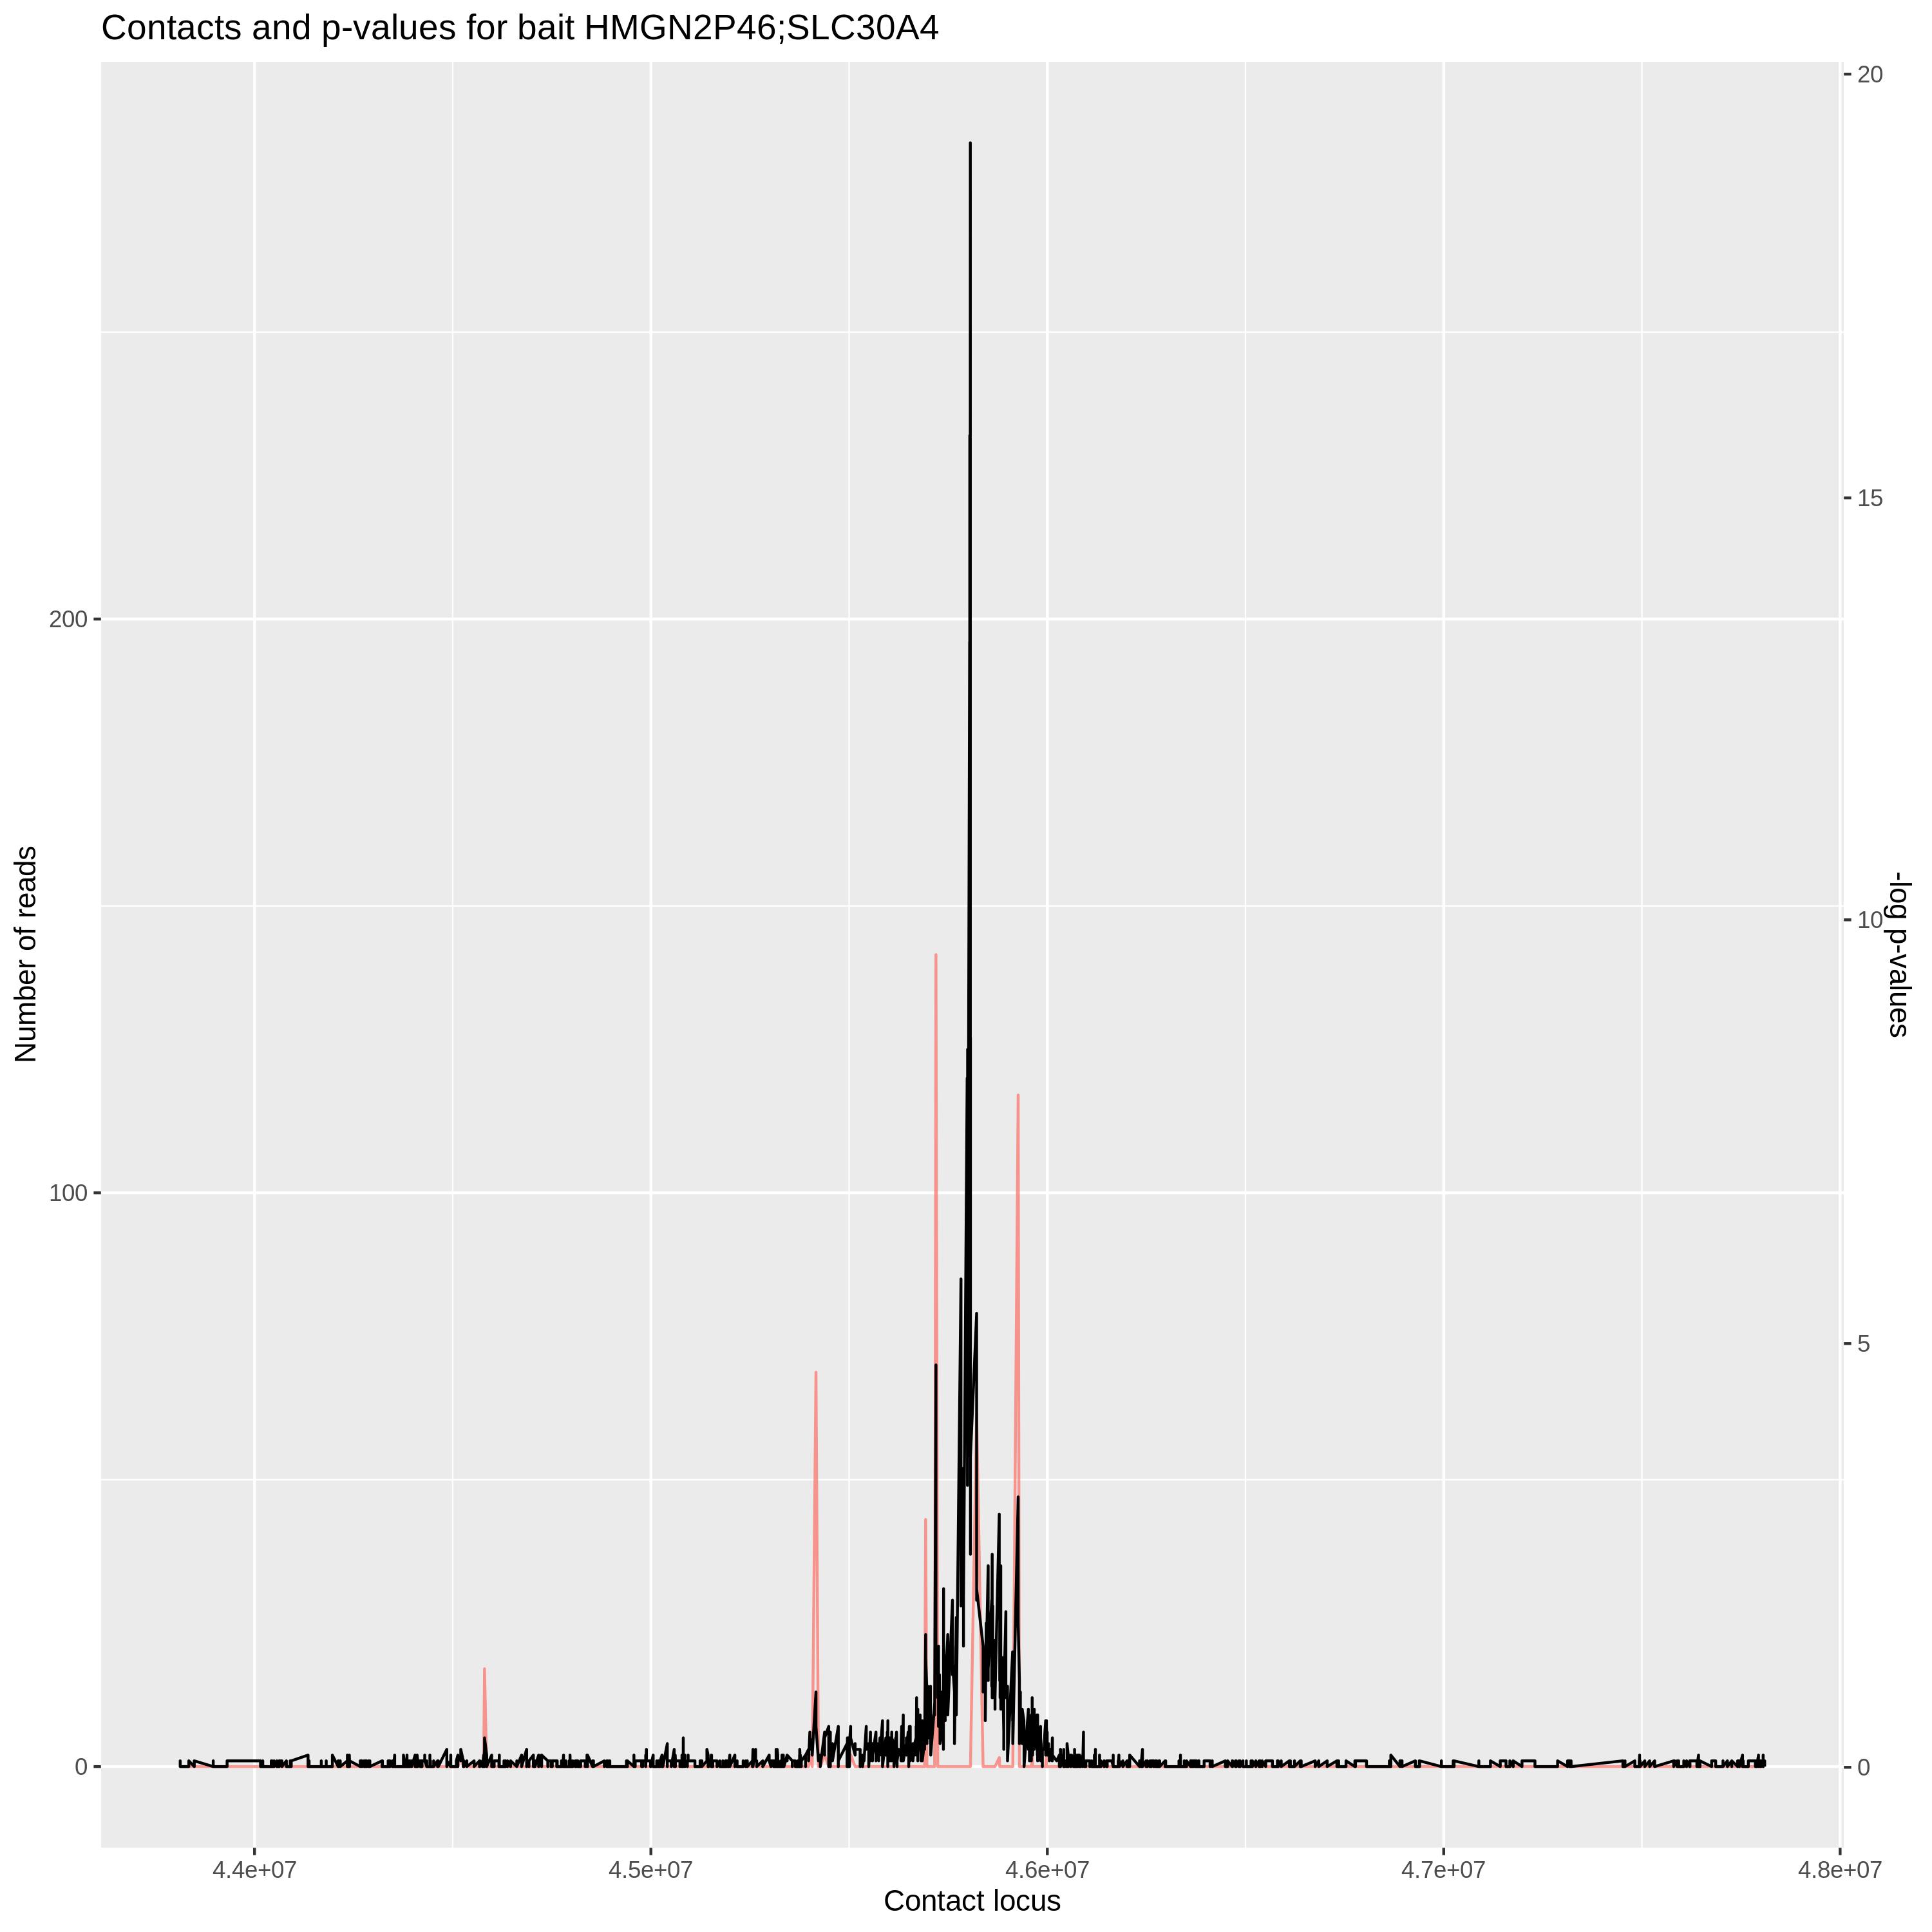 Contacts and p-values for bait HMGN2P46;SLC30A4
20
15
200
10
Number of reads
-log p-values
100
5
0
0
4.4e+07
4.5e+07
4.6e+07
4.7e+07
4.8e+07
Contact locus